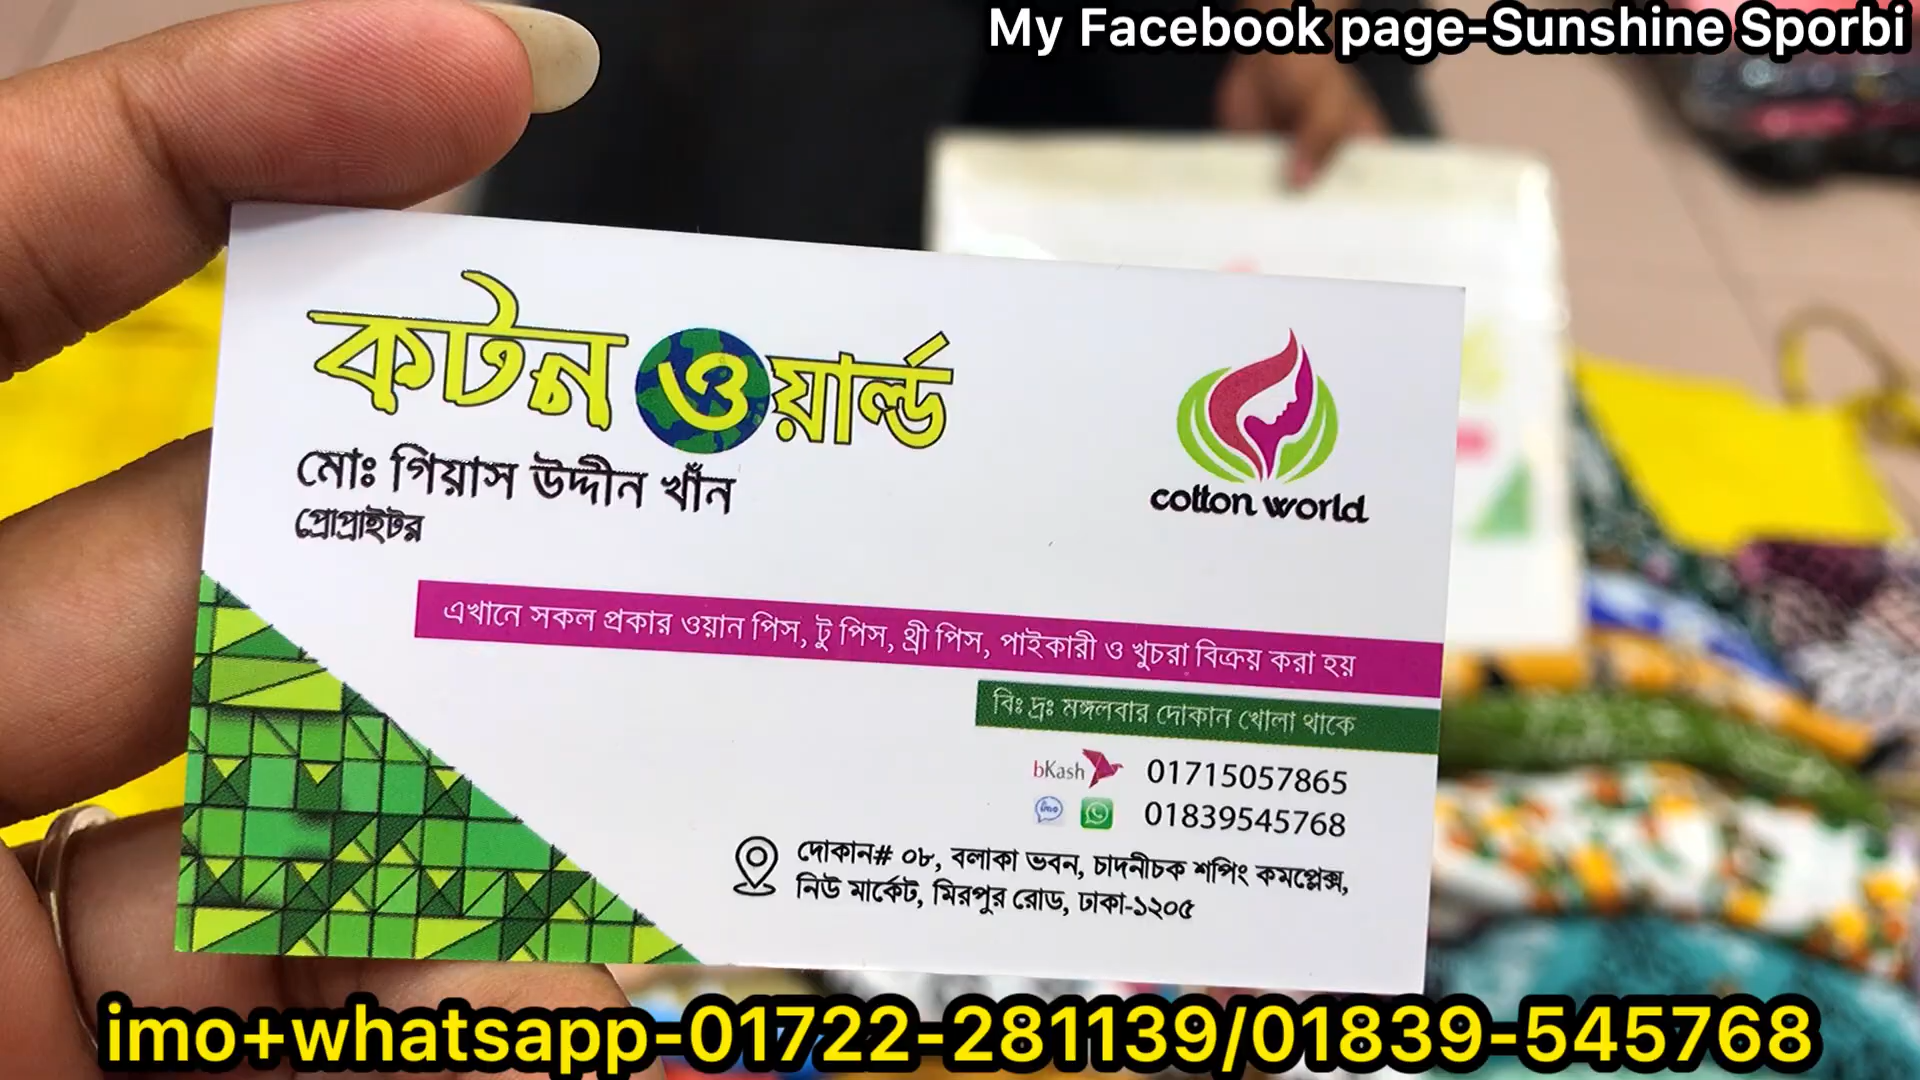 My Facebook page-Sunshine Sporbi
কটন ওয়ার্ল্ড
মোঃ গিয়াস উদ্দীন খাঁন
প্রোপ্রাইটর
cotton world
এখানে সকল প্রকার ওয়ান পিস, টু পিস, থ্রী পিস, পাইকারী ও খুচরা বিক্রয় করা হয়
বিঃ দ্রঃ মঙ্গলবার দোকান খোলা থাকে
bKash 01715057865
imo 01839545768
দোকান# ০৮, বলাকা ভবন, চাদনীচক শপিং কমপ্লেক্স,
নিউ মার্কেট, মিরপুর রোড, ঢাকা-১২০৫
imo+whatsapp-01722-281139/01839-545768